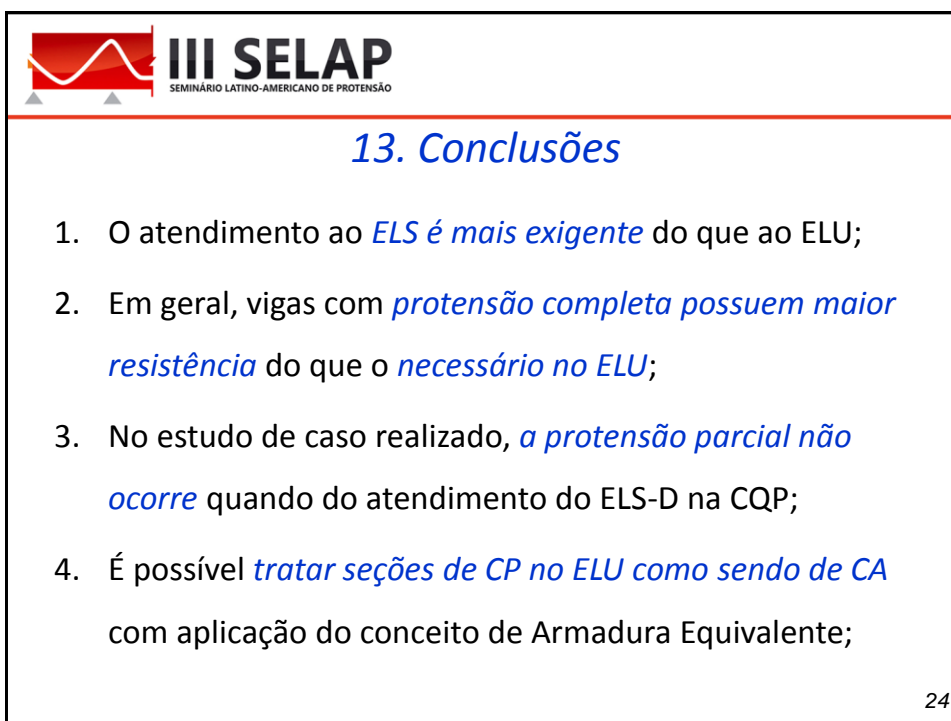 III SELAP
SEMINÁRIO LATINO-AMERICANO DE PROTENSÃO
13. Conclusões
1. O atendimento ao ELS é mais exigente do que ao ELU;
2. Em geral, vigas com protensão completa possuem maior
resistência do que o necessário no ELU;
3. No estudo de caso realizado, a protensão parcial não
ocorre quando do atendimento do ELS-D na CQP;
4. É possível tratar seções de CP no ELU como sendo de CA
com aplicação do conceito de Armadura Equivalente;
24